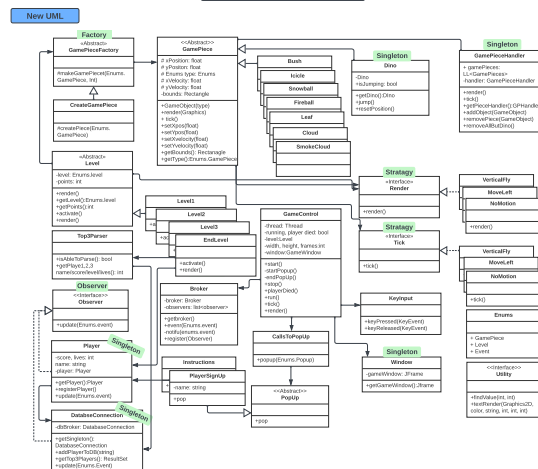 New UML
Factory
«Abstract»
GamePieceFactory
#makeGamePiecet(Enums.
GamePiece, Int)
CreateGamsPiece
#createPiece(Enums.
GamePiece, Int)
<<Abstract>>
GamePiece
# xPosition: float)
# yPostion: float)
# Enums type: Enums
# xVelocity: float)
# yVelocity: float)
-bounds: Rectangle
+GameObject(type)
+render(Graphics)
+ tick()
+setXpos(float)
+setYpos(float)
+setXvelocity(float)
+setYvelocity(float)
+getBounds(): Rectangale
+getType():Enums.GamePiece
Bush
Icicle
Snowball
Fireball
Leaf
Cloud
SmokeCloud
Singleton
Dino
-Dino
+isJumping: bool
+getDino():Dino
+jump()
+resetPosition()
Singleton
GamePieceHandler
+ gamePieces:
LL<GamePieces>
-handler: GamePieceHandler
+render()
+tick()
+getPieceHandler():GPHandle
+addObject(GameObject)
+removePiece(GameObject)
+removeAllButDino()
«Abstract»
Level
-level: Enums.level
-points: int
+render()
+getLevel():Enums.level
+getPoints():int
+activate()
+render()
Level1
Level2
Level3
EndLevel
+activate()
+render()
Top3Parser
+isAbleToParse(): bool
+getPlaye1,2,3
name/score/level/lives(): int
Stratagy
«Interface»
Render
+render()
VerticalFly
MoveLeft
NoMotion
+render()
Stratagy
«Interface»
Tick
+tick()
VerticalFly
MoveLeft
NoMotion
+tick()
GameControl
-thread: Thread
-running, player died: bool
-level:Level
-width, height, frames:int
-window:GameWindow
+start()
+startPopup
+endPopUp()
+stop()
+playerDied()
+run()
+tick()
+render()
Broker
-broker: Broker
-observers: list<observer>
+getbroker()
+event(enums.event)
-notify(enums.event)
+register(Observer)
Observer
<<Interface>>
Observer
+update(Enums.event)
KeyInput
+keyPressed(KeyEvent)
+keyReleased(KeyEvent)
Enums
+ GamePiece
+ Level
+ Event
Singleton
Player
-score, lives: int
name: string
-player: Player
+getPlayer():Player
+registerPlayer()
+update(Enums.event)
Instructions
PlayerSignUp
-name: string
+pop
CallsToPopUp
+popup(Enums.Popup)
<<Abstract>>
PopUp
+pop
Singleton
Window
-gameWindow: JFrame
+getGameWindow():Jframe
<<Interface>>
Utility
+findValue(int, int)
+textRender(Graphics2D,
color, string, int, int, int)
Singleton
DatabseConnection
-dbBroker: DatabaseConnection
+getSingleton():
DatabaseConnection
+addPlayerToDB(string)
+getTop3Players(): ResultSet
+update(Enums.Event)